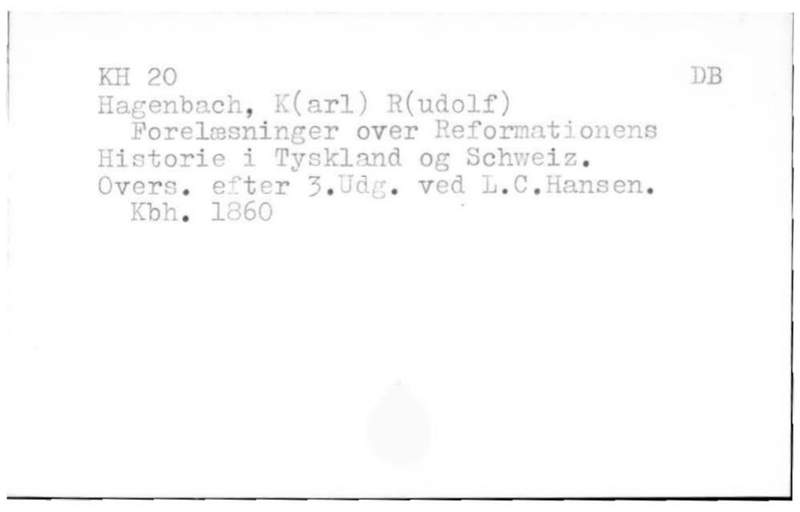 KH 20 DB
Hagenbach, K(arl) R(udolf)
Forelæsninger over Reformationens
Historie i Tyskland og Schweiz.
Overs. efter 3.Udg. ved L.C.Hansen.
Kbh. 1860